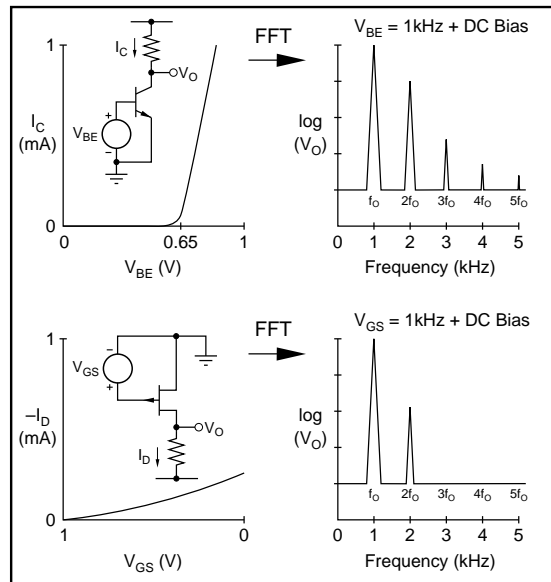 1
I_C
(mA)
0
0
0.65
1
V_BE (V)
I_C
V_O
+
V_BE
–
FFT
V_BE = 1kHz + DC Bias
log
(V_O)
f_O 2f_O 3f_O 4f_O 5f_O
0 1 2 3 4 5
Frequency (kHz)
1
–I_D
(mA)
0
1
0
V_GS (V)
–
V_GS
+
V_O
I_D
FFT
V_GS = 1kHz + DC Bias
log
(V_O)
f_O 2f_O 3f_O 4f_O 5f_O
0 1 2 3 4 5
Frequency (kHz)